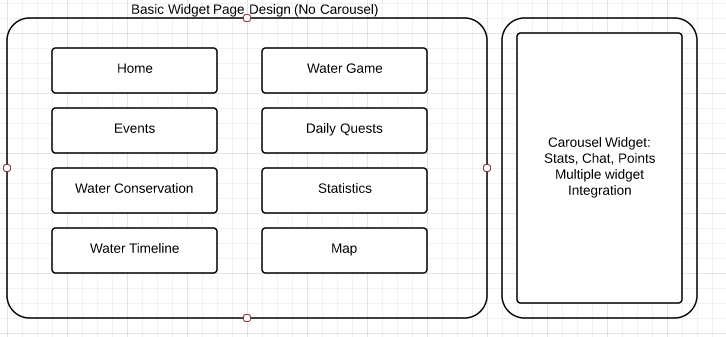 Basic Widget Page Design (No Carousel)
Home
Water Game
Events
Daily Quests
Water Conservation
Statistics
Water Timeline
Map
Carousel Widget:
Stats, Chat, Points
Multiple widget
Integration